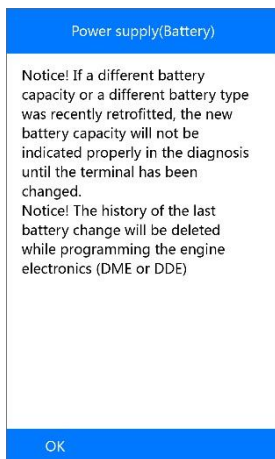 Power supply(Battery)
Notice! If a different battery
capacity or a different battery type
was recently retrofitted, the new
battery capacity will not be
indicated properly in the diagnosis
until the terminal has been
changed.
Notice! The history of the last
battery change will be deleted
while programming the engine
electronics (DME or DDE)
OK